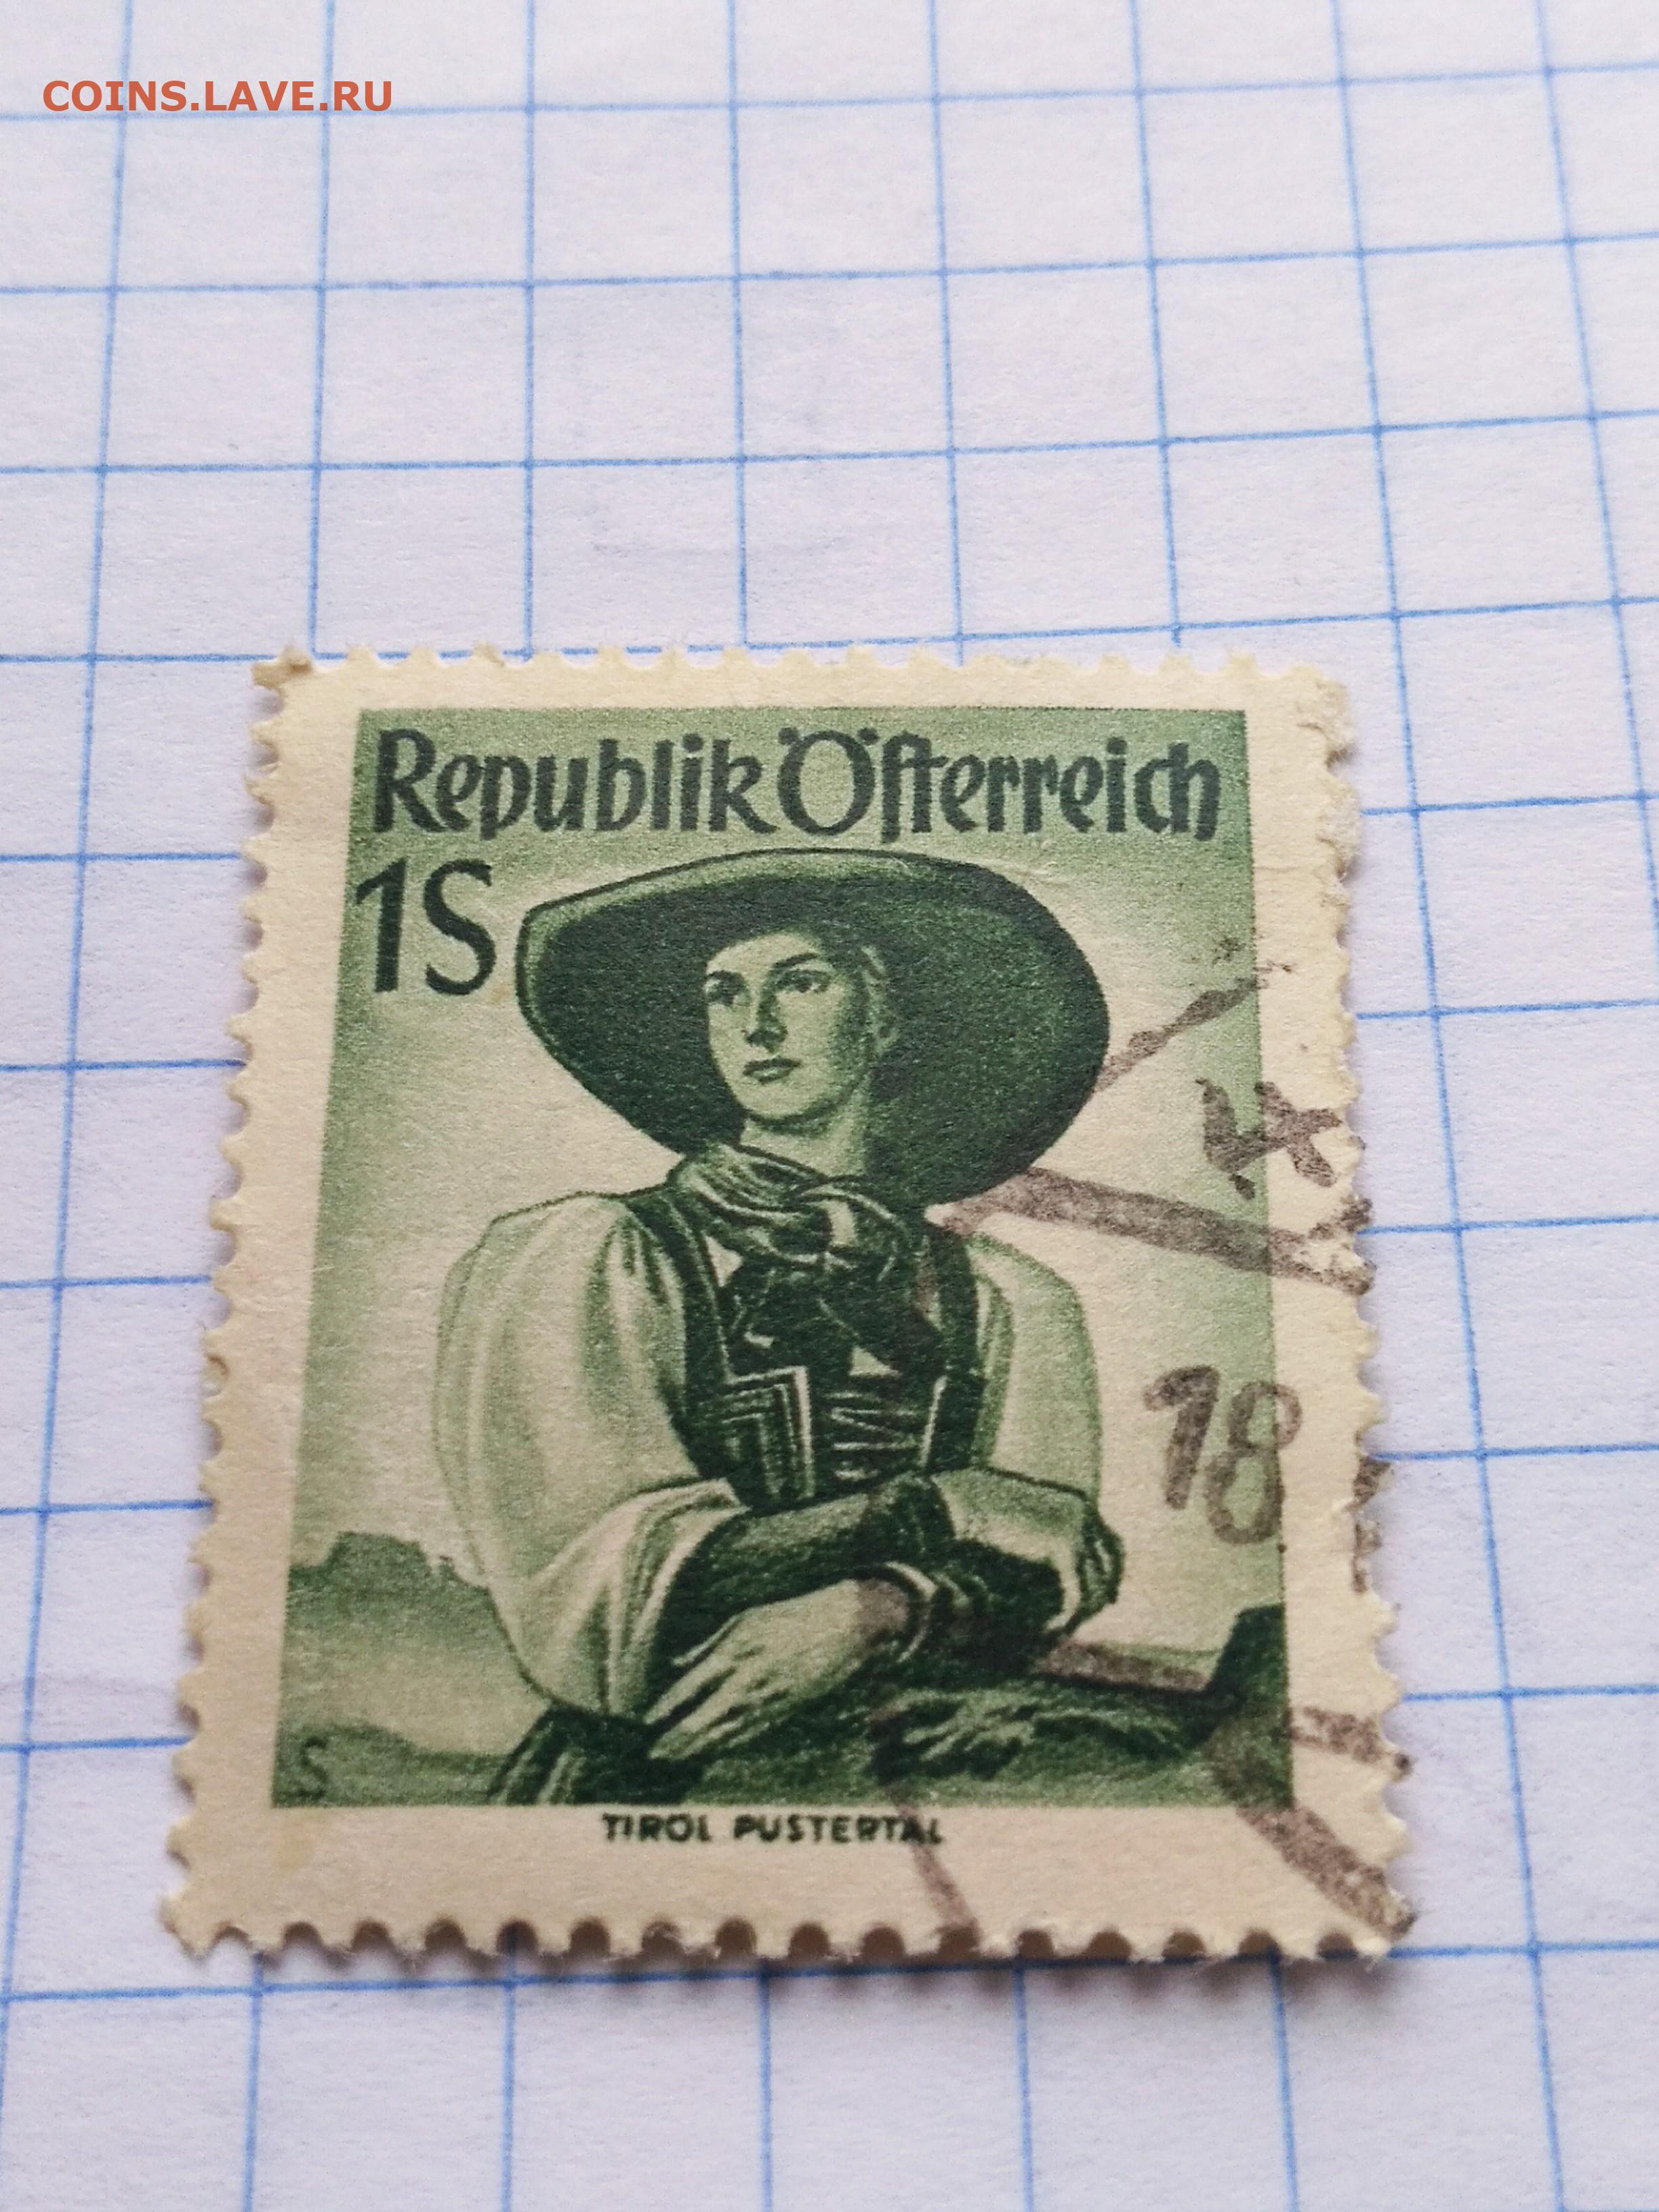 COINS.LAVE.RU
Republik Öſterreich
1S
18
S
TIROL PUSTERTAL